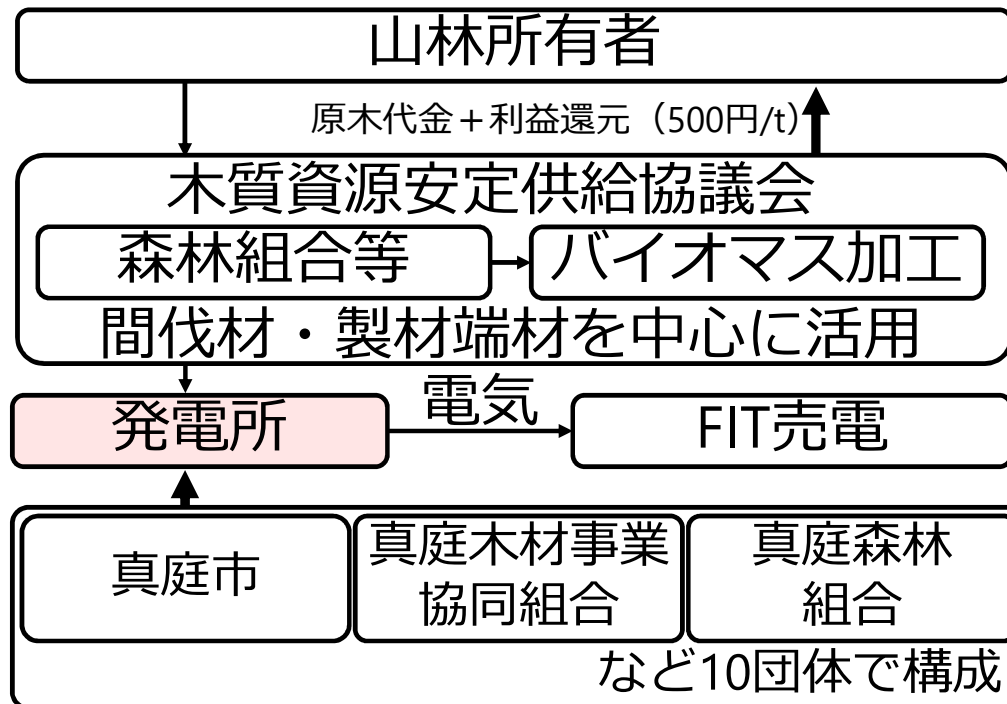 山林所有者
原木代金＋利益還元（500円/t）
木質資源安定供給協議会
森林組合等
バイオマス加工
間伐材・製材端材を中心に活用
発電所
電気
FIT売電
真庭市
真庭木材事業
協同組合
真庭森林
組合
など10団体で構成